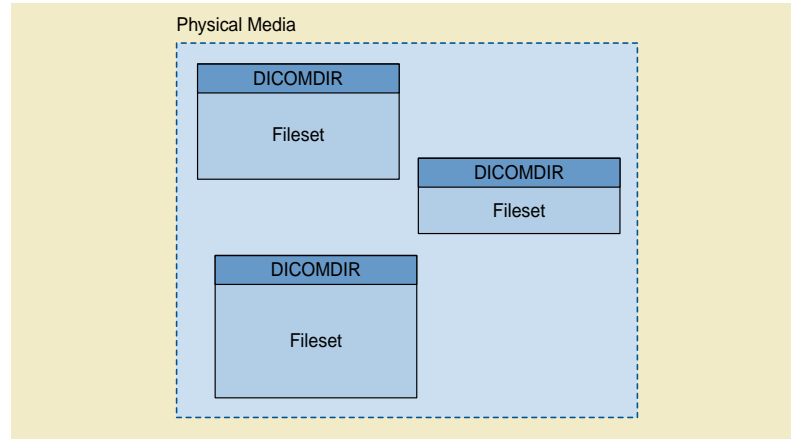 Physical Media
DICOMDIR
Fileset
DICOMDIR
Fileset
DICOMDIR
Fileset